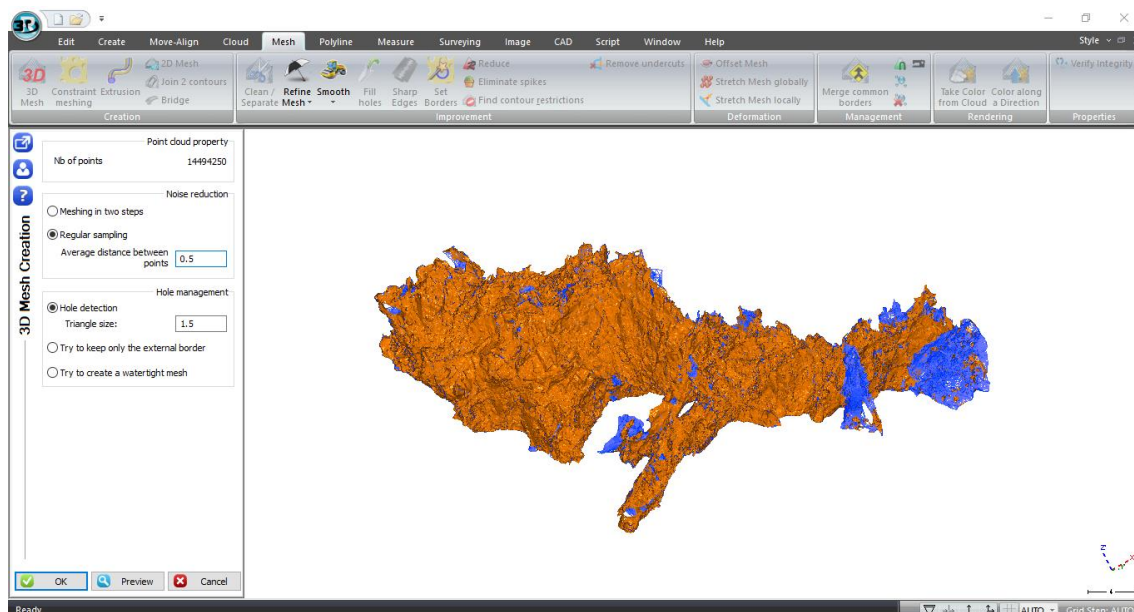 3DR
Edit Create Move-Align Cloud Mesh Polyline Measure Surveying Image CAD Script Window Help Style
3D Mesh
Constraint meshing
Extrusion
2D Mesh
Join 2 contours
Bridge
Creation
Clean / Separate
Refine Mesh
Smooth
Fill holes
Sharp Edges
Set Borders
Reduce
Eliminate spikes
Find contour restrictions
Remove undercuts
Improvement
Offset Mesh
Stretch Mesh globally
Stretch Mesh locally
Deformation
Merge common borders
Management
Take Color from Cloud
Color along a Direction
Rendering
Verify Integrity
Properties
3D Mesh Creation
Point cloud property
Nb of points 14494250
Noise reduction
Meshing in two steps
Regular sampling
Average distance between points 0.5
Hole management
Hole detection
Triangle size: 1.5
Try to keep only the external border
Try to create a watertight mesh
OK Preview Cancel
Z
X
Ready AUTO Grid Step: AUTO